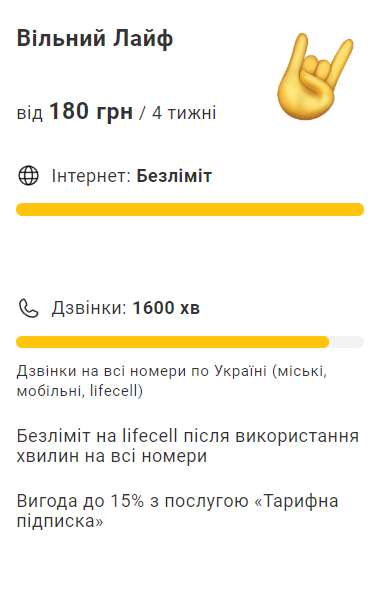 Вільний Лайф
від 180 грн / 4 тижні
Інтернет: Безліміт
Дзвінки: 1600 хв
Дзвінки на всі номери по Україні (міські,
мобільні, lifecell)
Безліміт на lifecell після використання
хвилин на всі номери
Вигода до 15% з послугою «Тарифна
підписка»